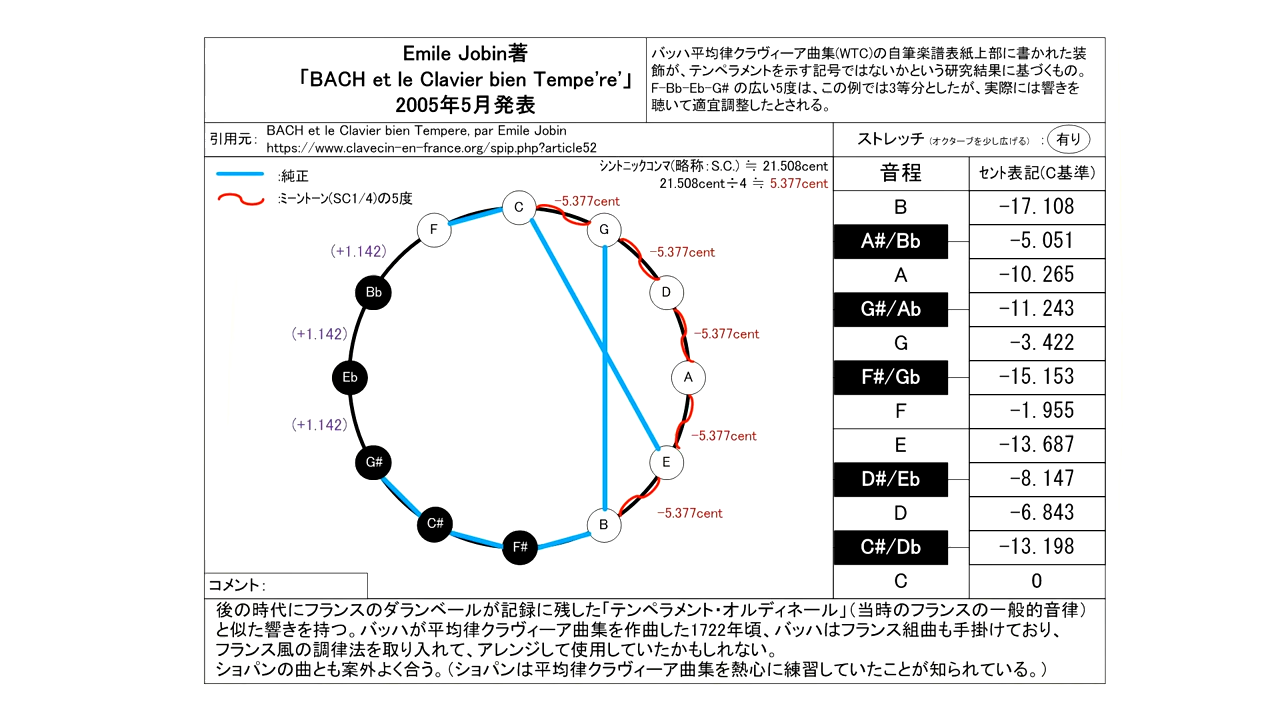 Emile Jobin著
「BACH et le Clavier bien Tempe're'」
2005年5月発表
バッハ平均律クラヴィーア曲集(WTC)の自筆楽譜表紙上部に書かれた装
飾が、テンペラメントを示す記号ではないかという研究結果に基づくもの。
F-Bb-Eb-G# の広い5度は、この例では3等分としたが、実際には響きを
聴いて適宜調整したとされる。
引用元：
BACH et le Clavier bien Tempere, par Emile Jobin
https://www.clavecin-en-france.org/spip.php?article52
ストレッチ (オクターブを少し広げる) ： 有り
:純正
:ミーントーン(SC1/4)の5度
シントニックコンマ(略称：S.C.) ≒ 21.508cent
21.508cent÷4 ≒ 5.377cent
C
G
D
A
E
B
F#
C#
G#
Eb
Bb
F
-5.377cent
-5.377cent
-5.377cent
-5.377cent
-5.377cent
(+1.142)
(+1.142)
(+1.142)
音程 セント表記(C基準)
B -17.108
A#/Bb -5.051
A -10.265
G#/Ab -11.243
G -3.422
F#/Gb -15.153
F -1.955
E -13.687
D#/Eb -8.147
D -6.843
C#/Db -13.198
C 0
コメント：
後の時代にフランスのダランベールが記録に残した「テンペラメント・オルディネール」（当時のフランスの一般的音律）
と似た響きを持つ。バッハが平均律クラヴィーア曲集を作曲した1722年頃、バッハはフランス組曲も手掛けており、
フランス風の調律法を取り入れて、アレンジして使用していたかもしれない。
ショパンの曲とも案外よく合う。（ショパンは平均律クラヴィーア曲集を熱心に練習していたことが知られている。）